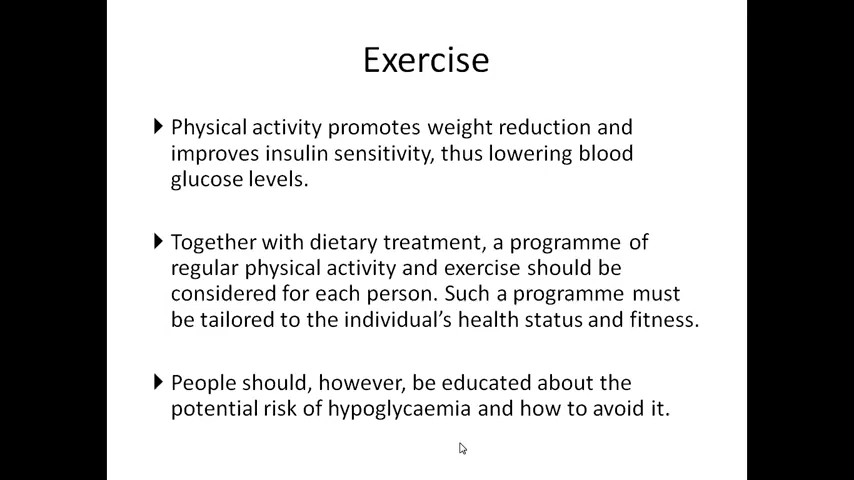 Exercise
Physical activity promotes weight reduction and
improves insulin sensitivity, thus lowering blood
glucose levels.
Together with dietary treatment, a programme of
regular physical activity and exercise should be
considered for each person. Such a programme must
be tailored to the individual’s health status and fitness.
People should, however, be educated about the
potential risk of hypoglycaemia and how to avoid it.